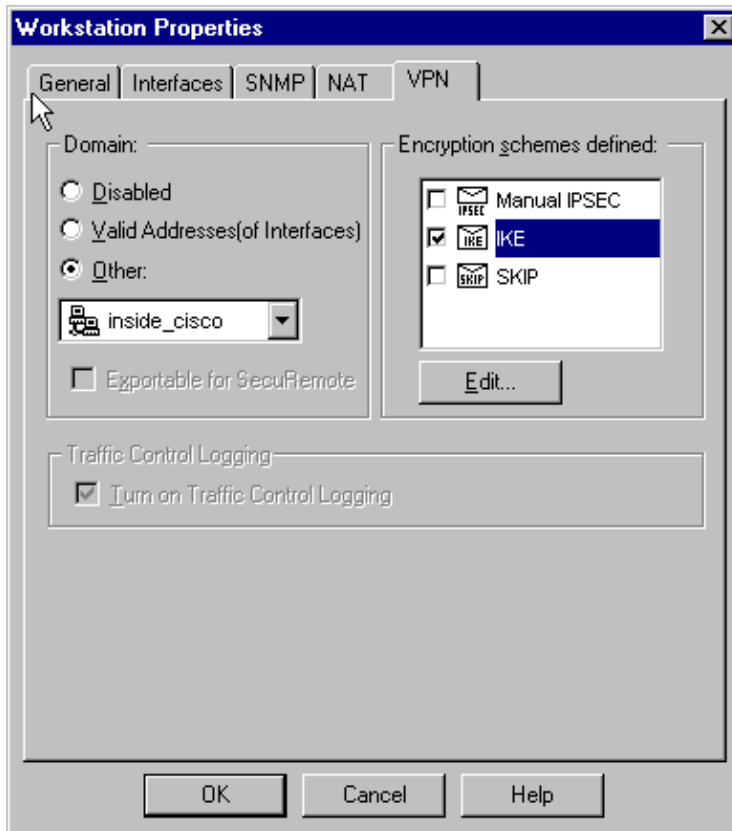 Workstation Properties
General
Interfaces
SNMP
NAT
VPN
Domain:
Disabled
Valid Addresses(of Interfaces)
Other:
inside_cisco
Exportable for SecuRemote
Encryption schemes defined:
IPSEC Manual IPSEC
IKE IKE
SKIP SKIP
Edit...
Traffic Control Logging
Turn on Traffic Control Logging
OK
Cancel
Help